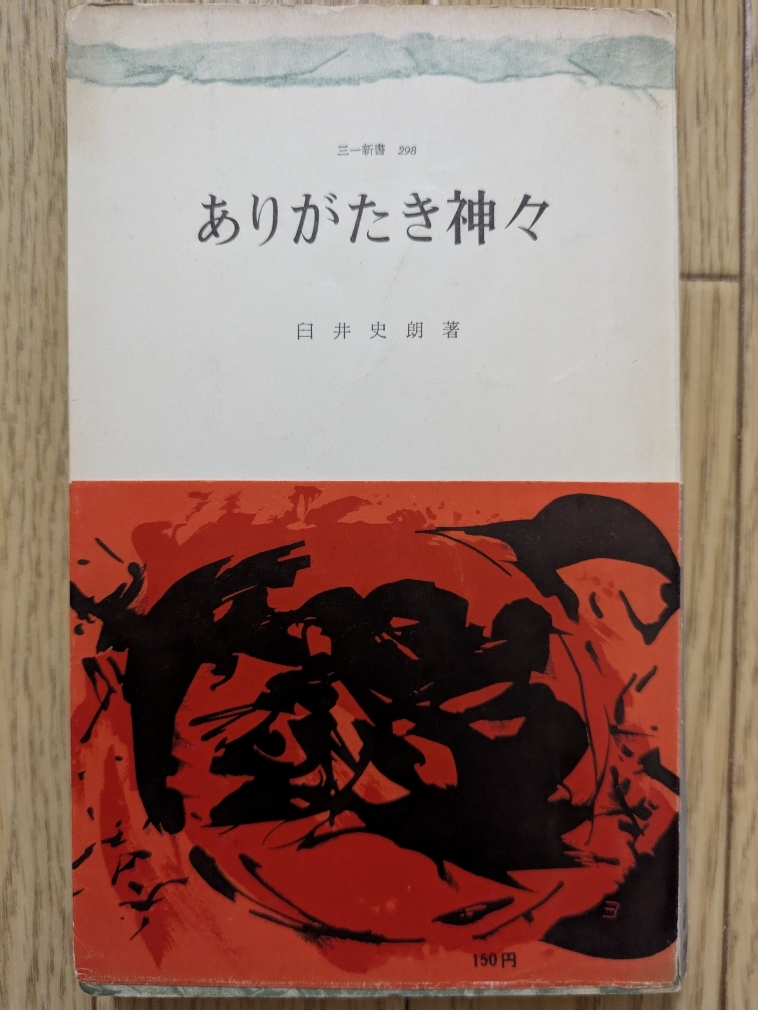 三一新書 298
ありがたき神々
臼井史朗著
ヨ
150円